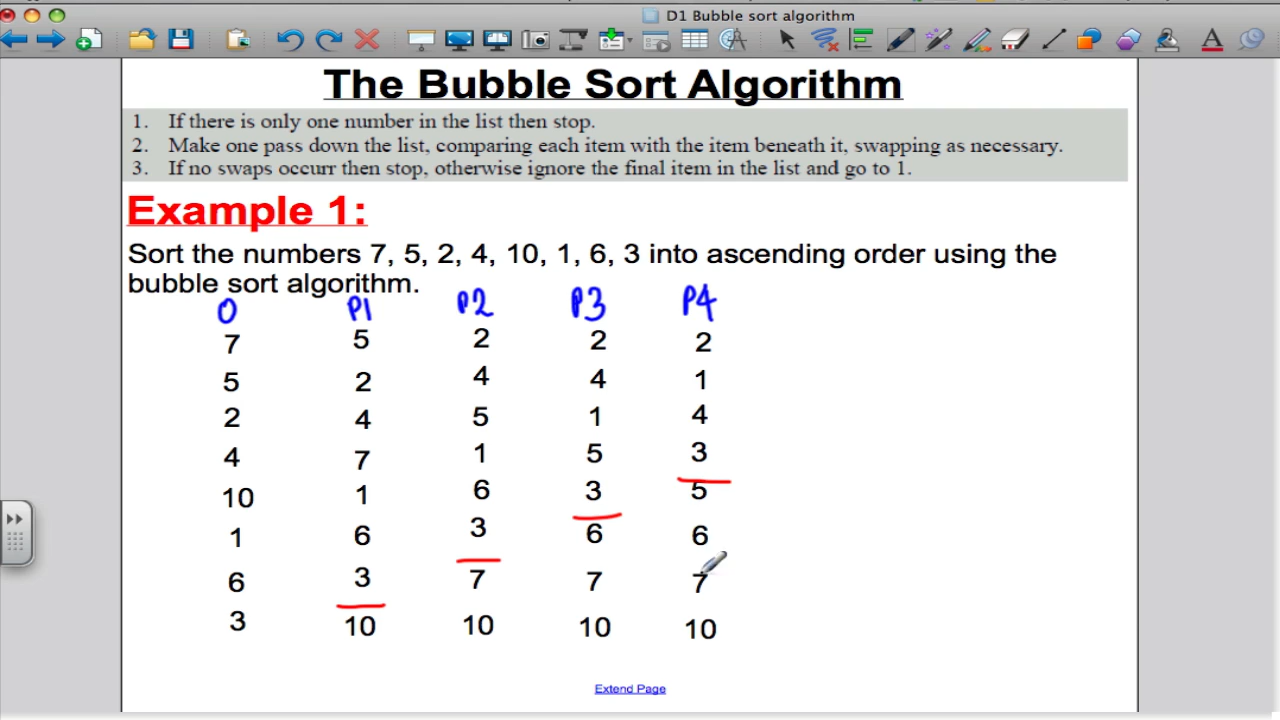 D1 Bubble sort algorithm
The Bubble Sort Algorithm
1. If there is only one number in the list then stop.
2. Make one pass down the list, comparing each item with the item beneath it, swapping as necessary.
3. If no swaps occurr then stop, otherwise ignore the final item in the list and go to 1.
Example 1:
Sort the numbers 7, 5, 2, 4, 10, 1, 6, 3 into ascending order using the
bubble sort algorithm.
O P1 P2 P3 P4
7 5 2 2 2
5 2 4 4 1
2 4 5 1 4
4 7 1 5 3
10 1 6 3 5
1 6 3 6 6
6 3 7 7 7
3 10 10 10 10
Extend Page